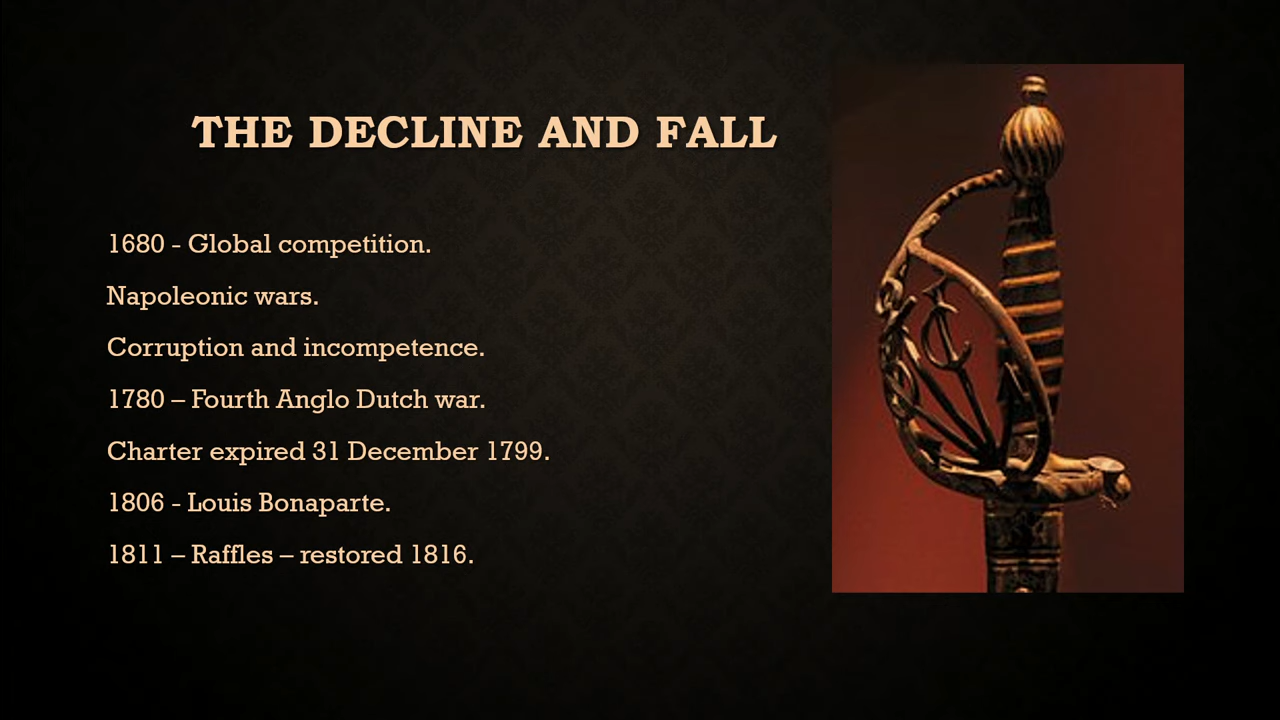 THE DECLINE AND FALL
1680 - Global competition.
Napoleonic wars.
Corruption and incompetence.
1780 – Fourth Anglo Dutch war.
Charter expired 31 December 1799.
1806 - Louis Bonaparte.
1811 – Raffles – restored 1816.